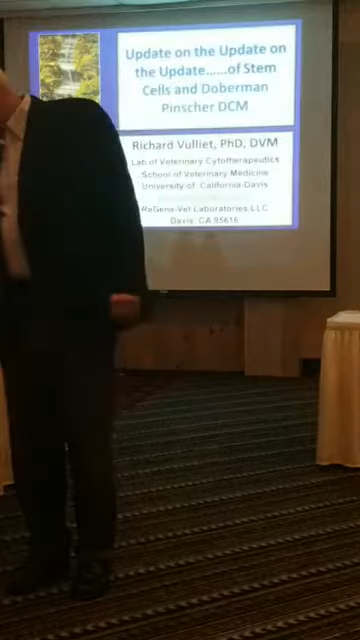 Update on the Update on
the Update......of Stem
Cells and Doberman
Pinscher DCM
Richard Vulliet, PhD, DVM
Lab of Veterinary Cytotherapeutics
School of Veterinary Medicine
University of California-Davis
ReGena-Vet Laboratories LLC
Davis, CA 95616